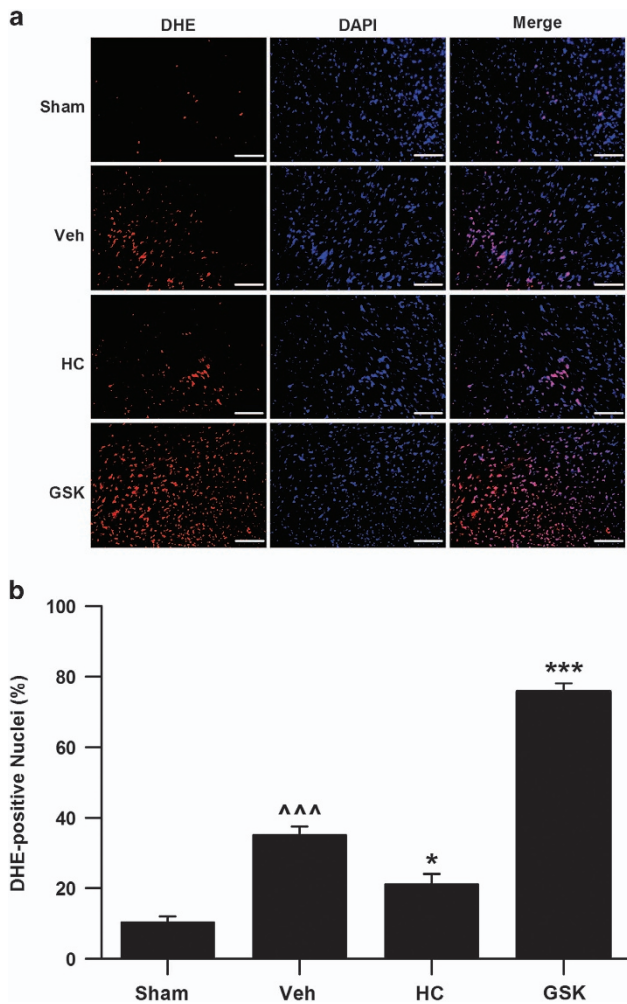 a
DHE DAPI Merge
Sham
Veh
HC
GSK
b
DHE-positive Nuclei (%)
100
80
60
40
20
0
^^^
*
***
Sham Veh HC GSK